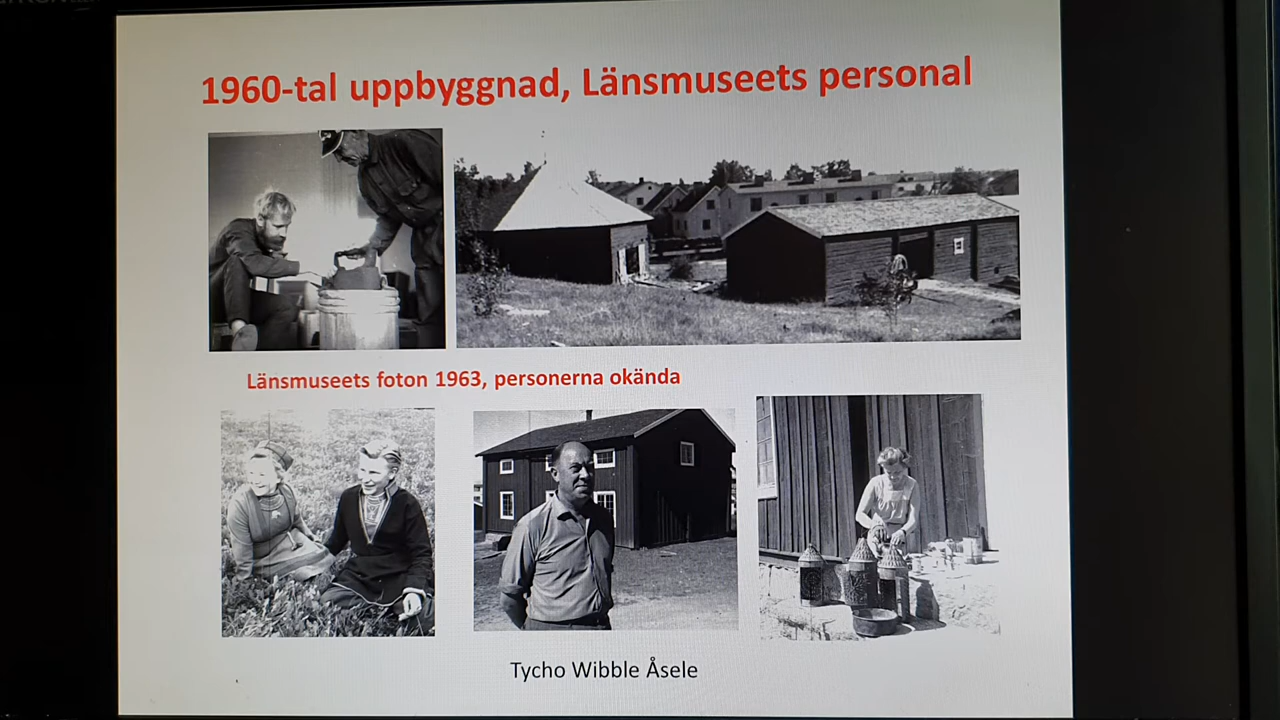 1960-tal uppbyggnad, Länsmuseets personal
Länsmuseets foton 1963, personerna okända
Tycho Wibble Åsele